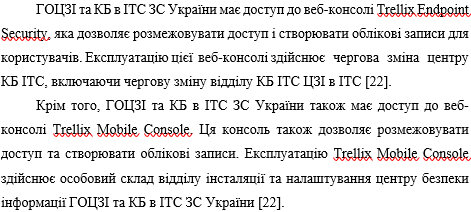 ГОЦЗІ та КБ в ІТС ЗС України має доступ до веб-консолі Trellix Endpoint
Security, яка дозволяє розмежовувати доступ і створювати облікові записи для
користувачів. Експлуатацію цієї веб-консолі здійснює чергова зміна центру
КБ ІТС, включаючи чергову зміну відділу КБ ІТС ЦЗІ в ІТС [22].
Крім того, ГОЦЗІ та КБ в ІТС ЗС України також має доступ до веб-
консолі Trellix Mobile Console. Ця консоль також дозволяє розмежовувати
доступ та створювати облікові записи. Експлуатацію Trellix Mobile Console
здійснює особовий склад відділу інсталяції та налаштування центру безпеки
інформації ГОЦЗІ та КБ в ІТС ЗС України [22].